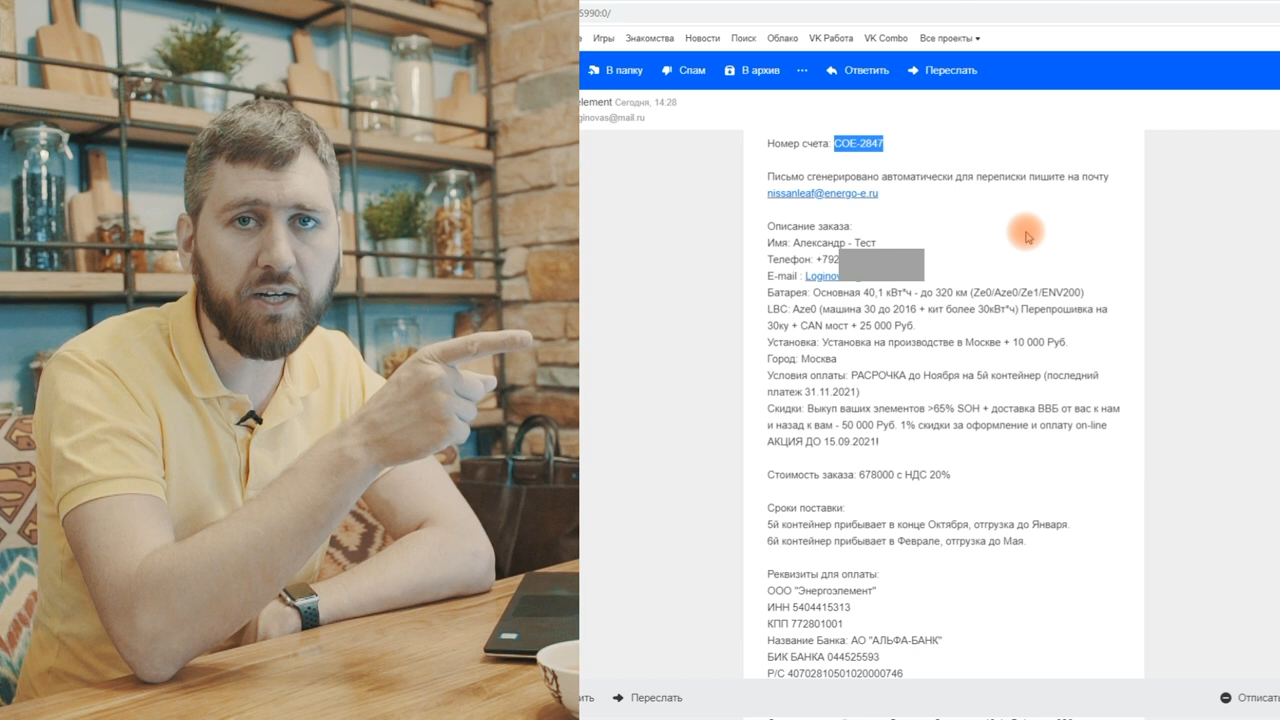 5990:0/
Игры Знакомства Новости Поиск Облако VK Работа VK Combo Все проекты
В папку Спам В архив ... Ответить Переслать
element Сегодня, 14:28
ginovas@mail.ru
Номер счета: COE-2847
Письмо сгенерировано автоматически для переписки пишите на почту
nissanleaf@energo-e.ru
Описание заказа:
Имя: Александр - Тест
Телефон: +792
E-mail : Loginov
Батарея: Основная 40,1 кВт*ч - до 320 км (Ze0/Aze0/Ze1/ENV200)
LBC: Aze0 (машина 30 до 2016 + кит более 30кВт*ч) Перепрошивка на
30ку + CAN мост + 25 000 Руб.
Установка: Установка на производстве в Москве + 10 000 Руб.
Город: Москва
Условия оплаты: РАСРОЧКА до Ноября на 5й контейнер (последний
платеж 31.11.2021)
Скидки: Выкуп ваших элементов >65% SOH + доставка ВВБ от вас к нам
и назад к вам - 50 000 Руб. 1% скидки за оформление и оплату on-line
АКЦИЯ ДО 15.09.2021!
Стоимость заказа: 678000 с НДС 20%
Сроки поставки:
5й контейнер прибывает в конце Октября, отгрузка до Января.
6й контейнер прибывает в Феврале, отгрузка до Мая.
Реквизиты для оплаты:
ООО "Энергоэлемент"
ИНН 5404415313
КПП 772801001
Название Банка: АО "АЛЬФА-БАНК"
БИК БАНКА 044525593
Р/С 40702810501020000746
ить Переслать Отписат